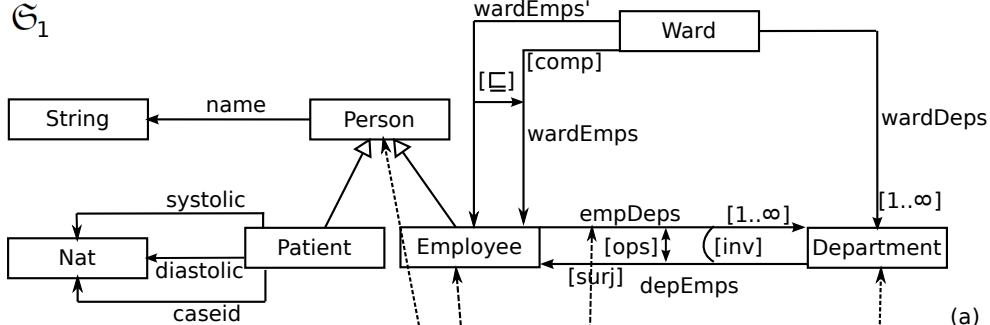 𝔖1
wardEmps'
Ward
[comp]
[⊑]
String
name
Person
wardEmps
wardDeps
systolic
[1..∞]
empDeps
[1..∞]
Nat
diastolic
Patient
Employee
[ops]
[inv]
Department
[surj]
depEmps
caseid
(a)